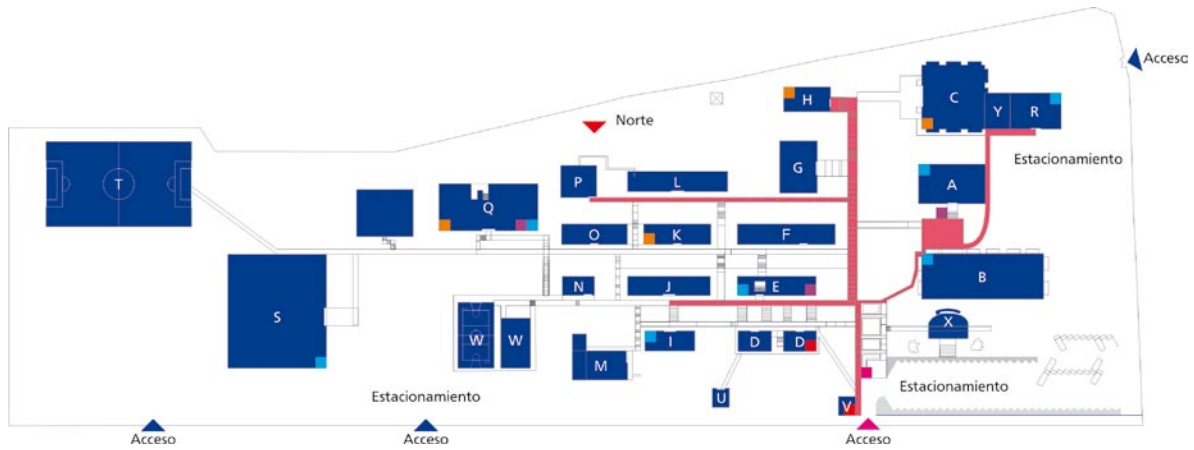 Acceso
H
C
Y
R
Norte
Estacionamiento
G
T
P
L
A
Q
O
K
F
B
N
J
E
S
X
W
W
I
D
D
M
Estacionamiento
Estacionamiento
U
V
Acceso
Acceso
Acceso